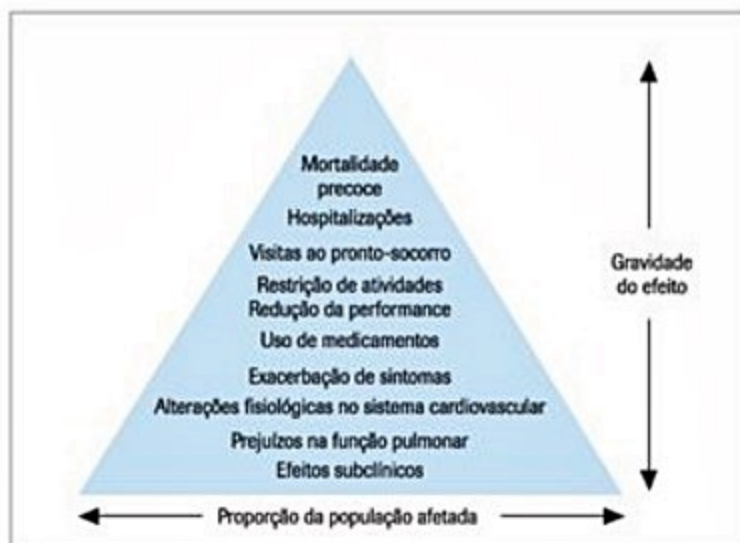 Mortalidade
precoce
Hospitalizações
Visitas ao pronto-socorro
Restrição de atividades
Redução da performance
Uso de medicamentos
Exacerbação de sintomas
Alterações fisiológicas no sistema cardiovascular
Prejuízos na função pulmonar
Efeitos subclínicos
Gravidade
do efeito
Proporção da população afetada